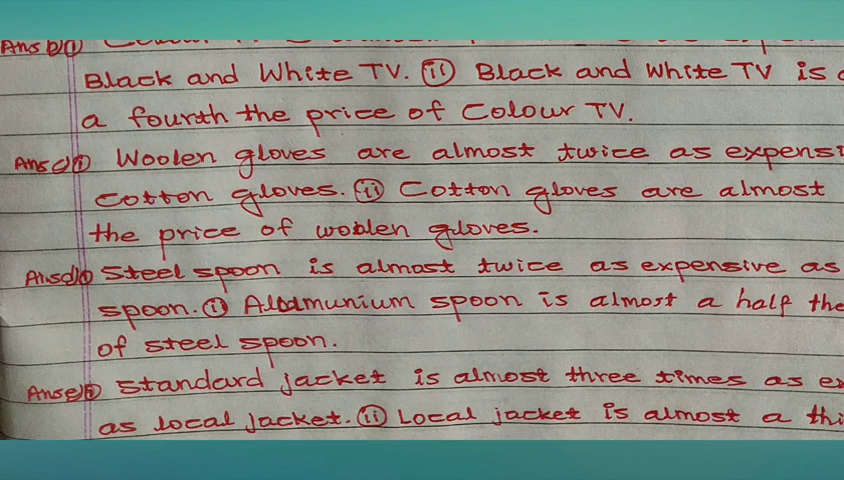 Ans b) (i)
Black and White TV. (ii) Black and White TV is
a fourth the price of Colour TV.
Ans c) (i) Woolen gloves are almost twice as expensi
cotton gloves. (ii) Cotton gloves are almost
the price of woolen gloves.
Ans d) (i) Steel spoon is almost twice as expensive as
spoon. (ii) spoon is almost a half the
of steel spoon.
Ans e) (i) Standard jacket is almost three times as ex
as local jacket. (ii) Local jacket is almost a thi